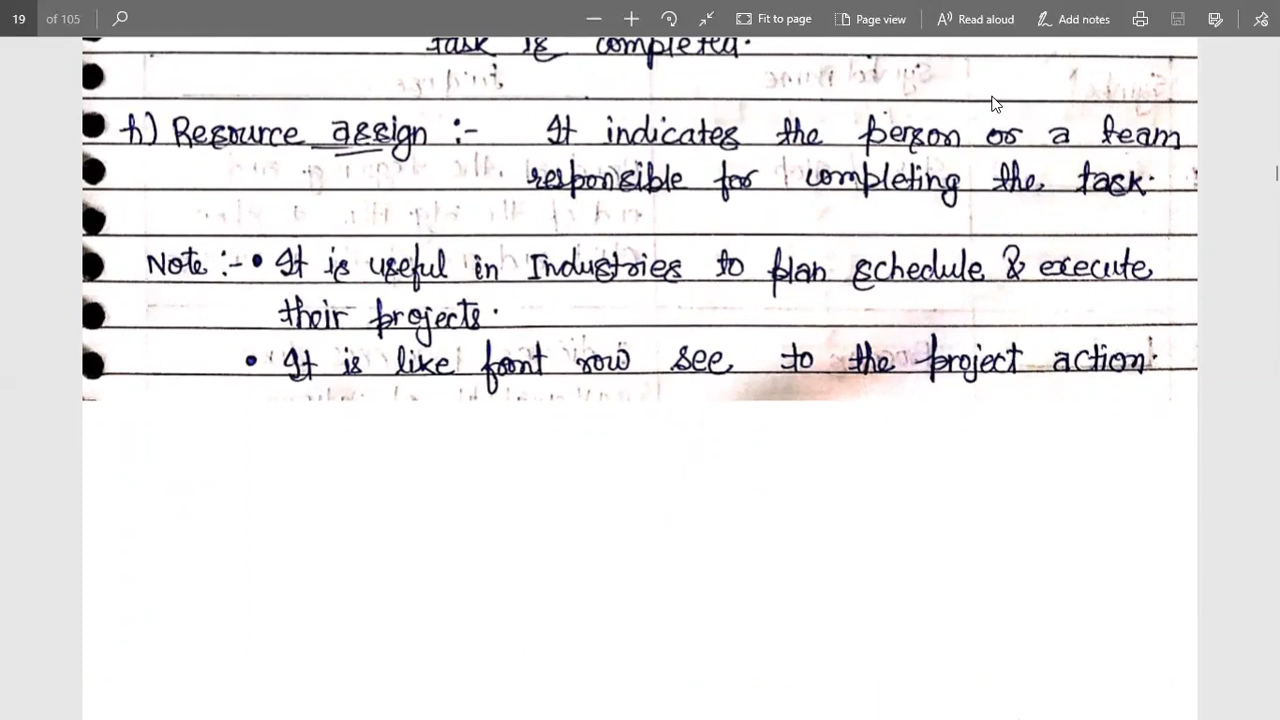 19 of 105 Fit to page Page view Read aloud Add notes
task is completed.
h) Resource assign :- It indicates the person or a team
responsible for completing the task.
Note :- • It is useful in Industries to plan schedule & execute
their projects.
• It is like font row see to the project action.